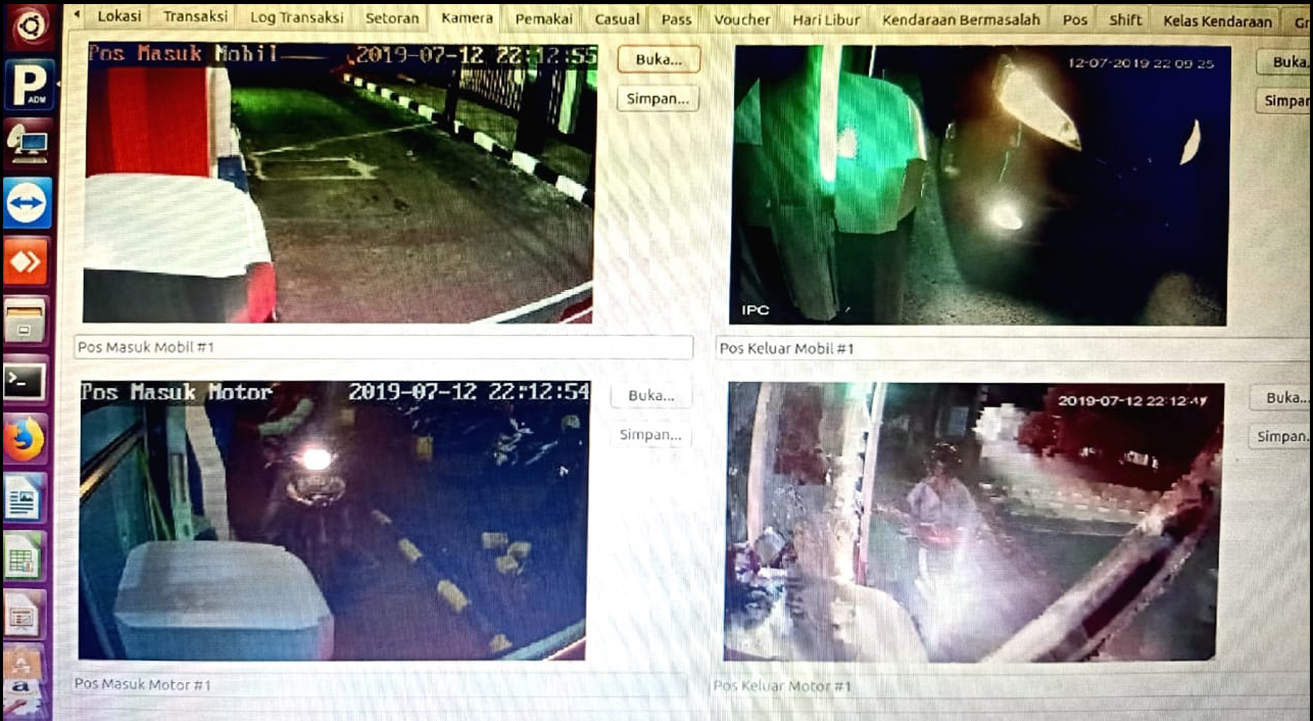 Lokasi Transaksi Log Transaksi Setoran Kamera Pemakai Casual Pass Voucher Hari Libur Kendaraan Bermasalah Pos Shift Kelas Kendaraan
P
ADM
Pos Masuk Mobil 2019-07-12 22:12:55
Buka...
Simpan...
12-07-2019 22 09 25
IPC
Buka.
Simpan
Pos Masuk Mobil #1
Pos Keluar Mobil #1
Pos Masuk Motor 2019-07-12 22:12:54
Buka...
Simpan...
2019-07-12 22:12:
Buka...
Simpan.
Pos Masuk Motor #1
Pos Keluar Motor #1